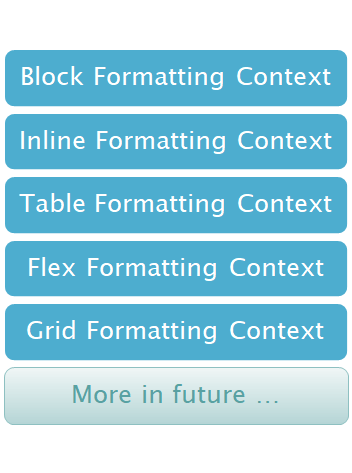 Block Formatting Context
Inline Formatting Context
Table Formatting Context
Flex Formatting Context
Grid Formatting Context
More in future ...